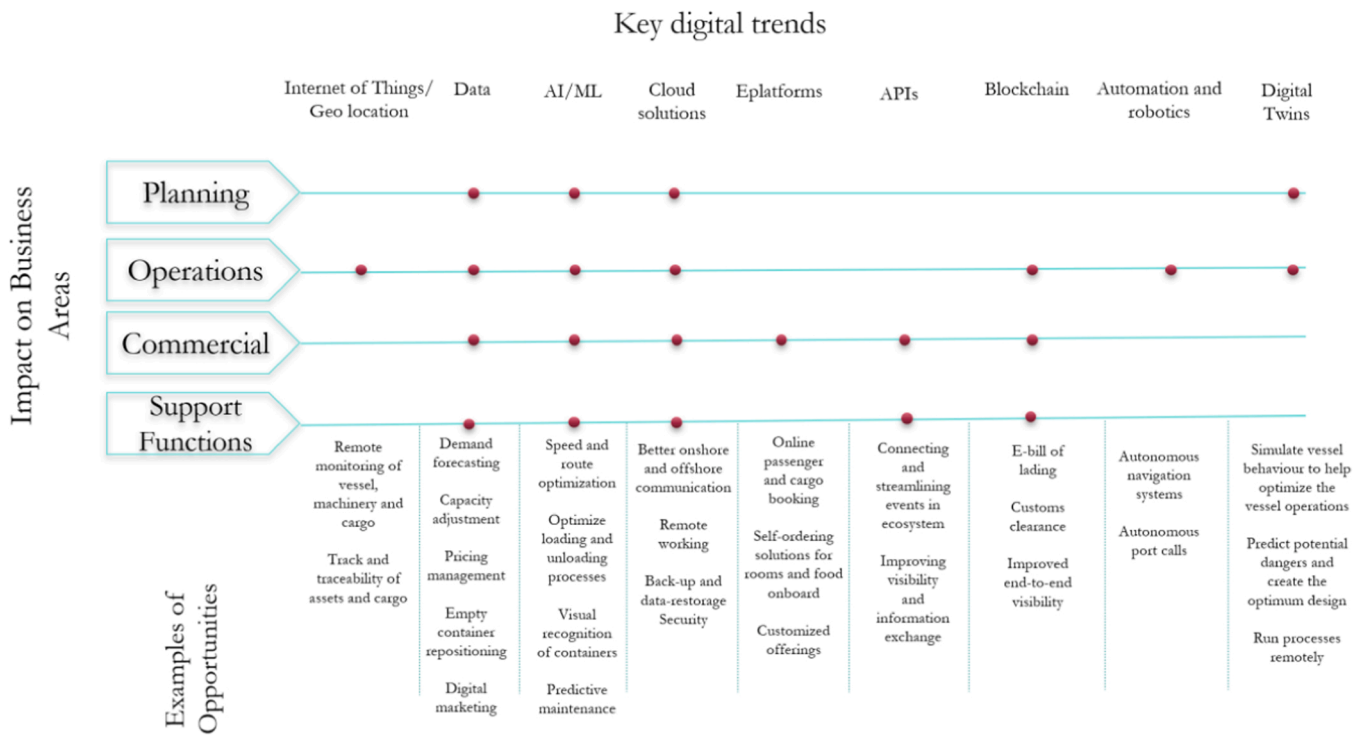 Key digital trends
Internet of Things/
Geo location
Data
AI/ML
Cloud
solutions
Eplatforms
APIs
Blockchain
Automation and
robotics
Digital
Twins
Impact on Business
Areas
Planning
Operations
Commercial
Support
Functions
Examples of
Opportunities
Remote
monitoring of
vessel,
machinery and
cargo
Track and
traceability of
assets and cargo
Demand
forecasting
Capacity
adjustment
Pricing
management
Empty
container
repositioning
Digital
marketing
Speed and
route
optimization
Optimize
loading and
unloading
processes
Visual
recognition
of containers
Predictive
maintenance
Better onshore
and offshore
communication
Remote
working
Back-up and
data-restorage
Security
Online
passenger
and cargo
booking
Self-ordering
solutions for
rooms and food
onboard
Customized
offerings
Connecting
and
streamlining
events in
ecosystem
Improving
visibility
and
information
exchange
E-bill of
lading
Customs
clearance
Improved
end-to-end
visibility
Autonomous
navigation
systems
Autonomous
port calls
Simulate vessel
behaviour to help
optimize the
vessel operations
Predict potential
dangers and
create the
optimum design
Run processes
remotely